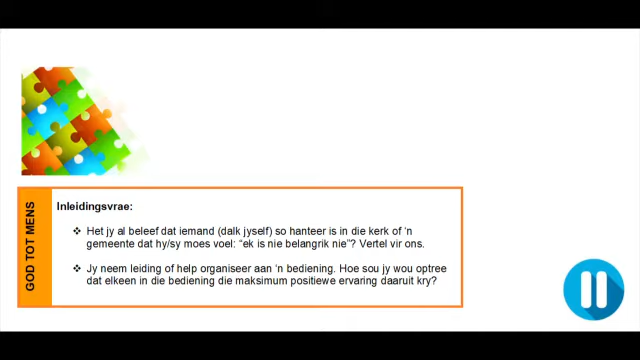 GOD TOT MENS
Inleidingsvrae:
❖ Het jy al beleef dat iemand (dalk jyself) so hanteer is in die kerk of 'n
gemeente dat hy/sy moes voel: "ek is nie belangrik nie"? Vertel vir ons.
❖ Jy neem leiding of help organiseer aan 'n bediening. Hoe sou jy wou optree
dat elkeen in die bediening die maksimum positiewe ervaring daaruit kry?